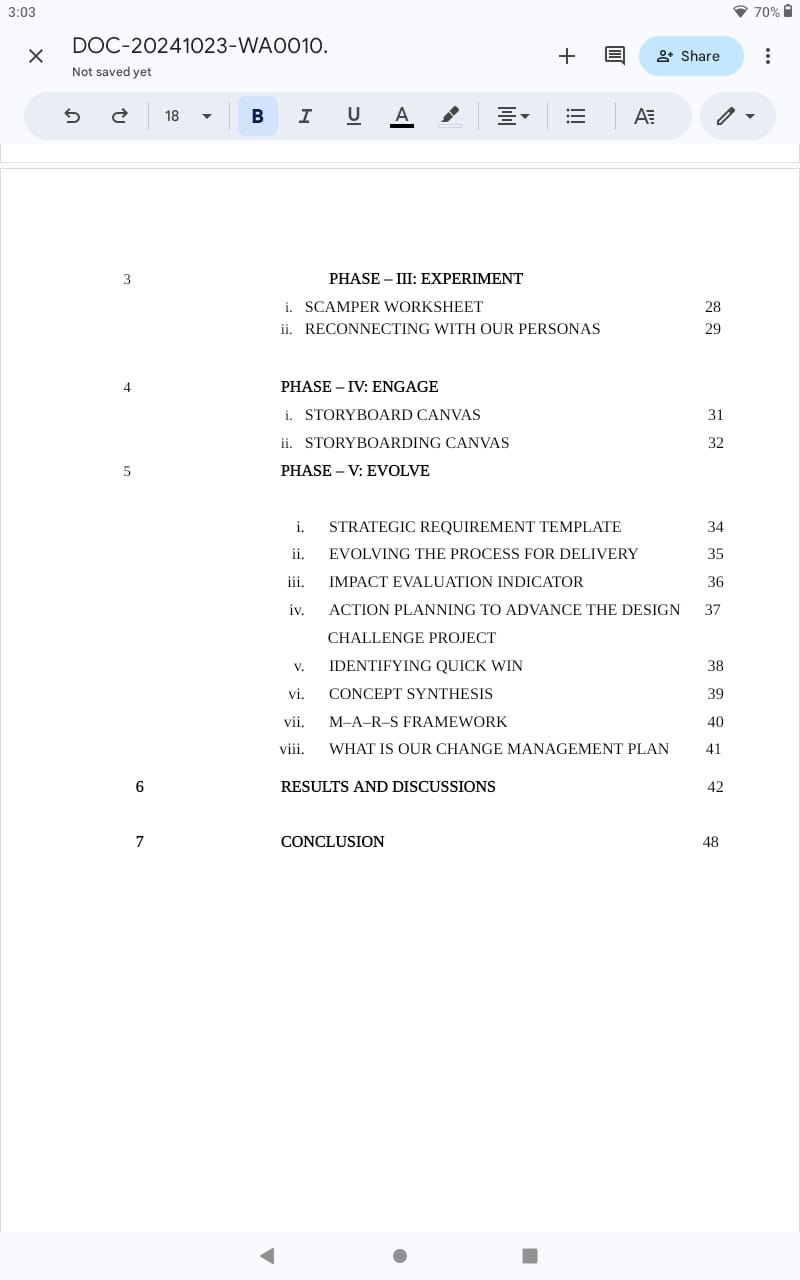 3:03 70%
DOC-20241023-WA0010.
Not saved yet
Share
18 B I U A A
3 PHASE – III: EXPERIMENT
i. SCAMPER WORKSHEET 28
ii. RECONNECTING WITH OUR PERSONAS 29
4 PHASE – IV: ENGAGE
i. STORYBOARD CANVAS 31
ii. STORYBOARDING CANVAS 32
5 PHASE – V: EVOLVE
i. STRATEGIC REQUIREMENT TEMPLATE 34
ii. EVOLVING THE PROCESS FOR DELIVERY 35
iii. IMPACT EVALUATION INDICATOR 36
iv. ACTION PLANNING TO ADVANCE THE DESIGN 37
CHALLENGE PROJECT
v. IDENTIFYING QUICK WIN 38
vi. CONCEPT SYNTHESIS 39
vii. M–A–R–S FRAMEWORK 40
viii. WHAT IS OUR CHANGE MANAGEMENT PLAN 41
6 RESULTS AND DISCUSSIONS 42
7 CONCLUSION 48